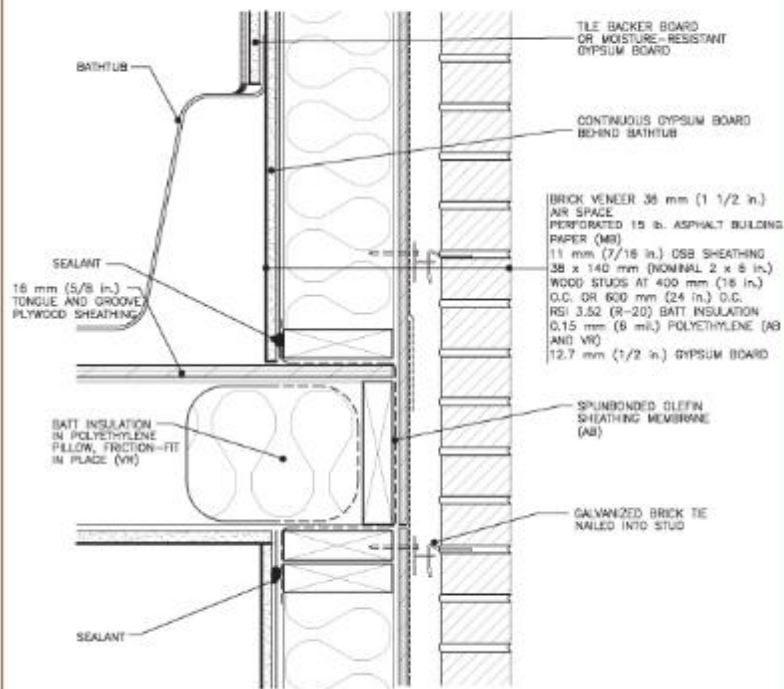 TILE BACKER BOARD
OR MOISTURE-RESISTANT
GYPSUM BOARD
BATHTUB
CONTINUOUS GYPSUM BOARD
BEHIND BATHTUB
BRICK VENEER 38 mm (1 1/2 in.)
AIR SPACE
PERFORATED 15 lb. ASPHALT BUILDING
PAPER (MB)
11 mm (7/16 in.) OSB SHEATHING
38 x 140 mm (NOMINAL 2 x 6 in.)
WOOD STUDS AT 400 mm (16 in.)
O.C. OR 600 mm (24 in.) O.C.
RSI 3.52 (R-20) BATT INSULATION
0.15 mm (6 mil.) POLYETHYLENE (AB
AND VR)
12.7 mm (1/2 in.) GYPSUM BOARD
SEALANT
16 mm (5/8 in.)
TONGUE AND GROOVE
PLYWOOD SHEATHING
BATT INSULATION
IN POLYETHYLENE
PILLOW, FRICTION-FIT
IN PLACE (VR)
SPUNBONDED OLEFIN
SHEATHING MEMBRANE
(AB)
GALVANIZED BRICK TIE
NAILED INTO STUD
SEALANT